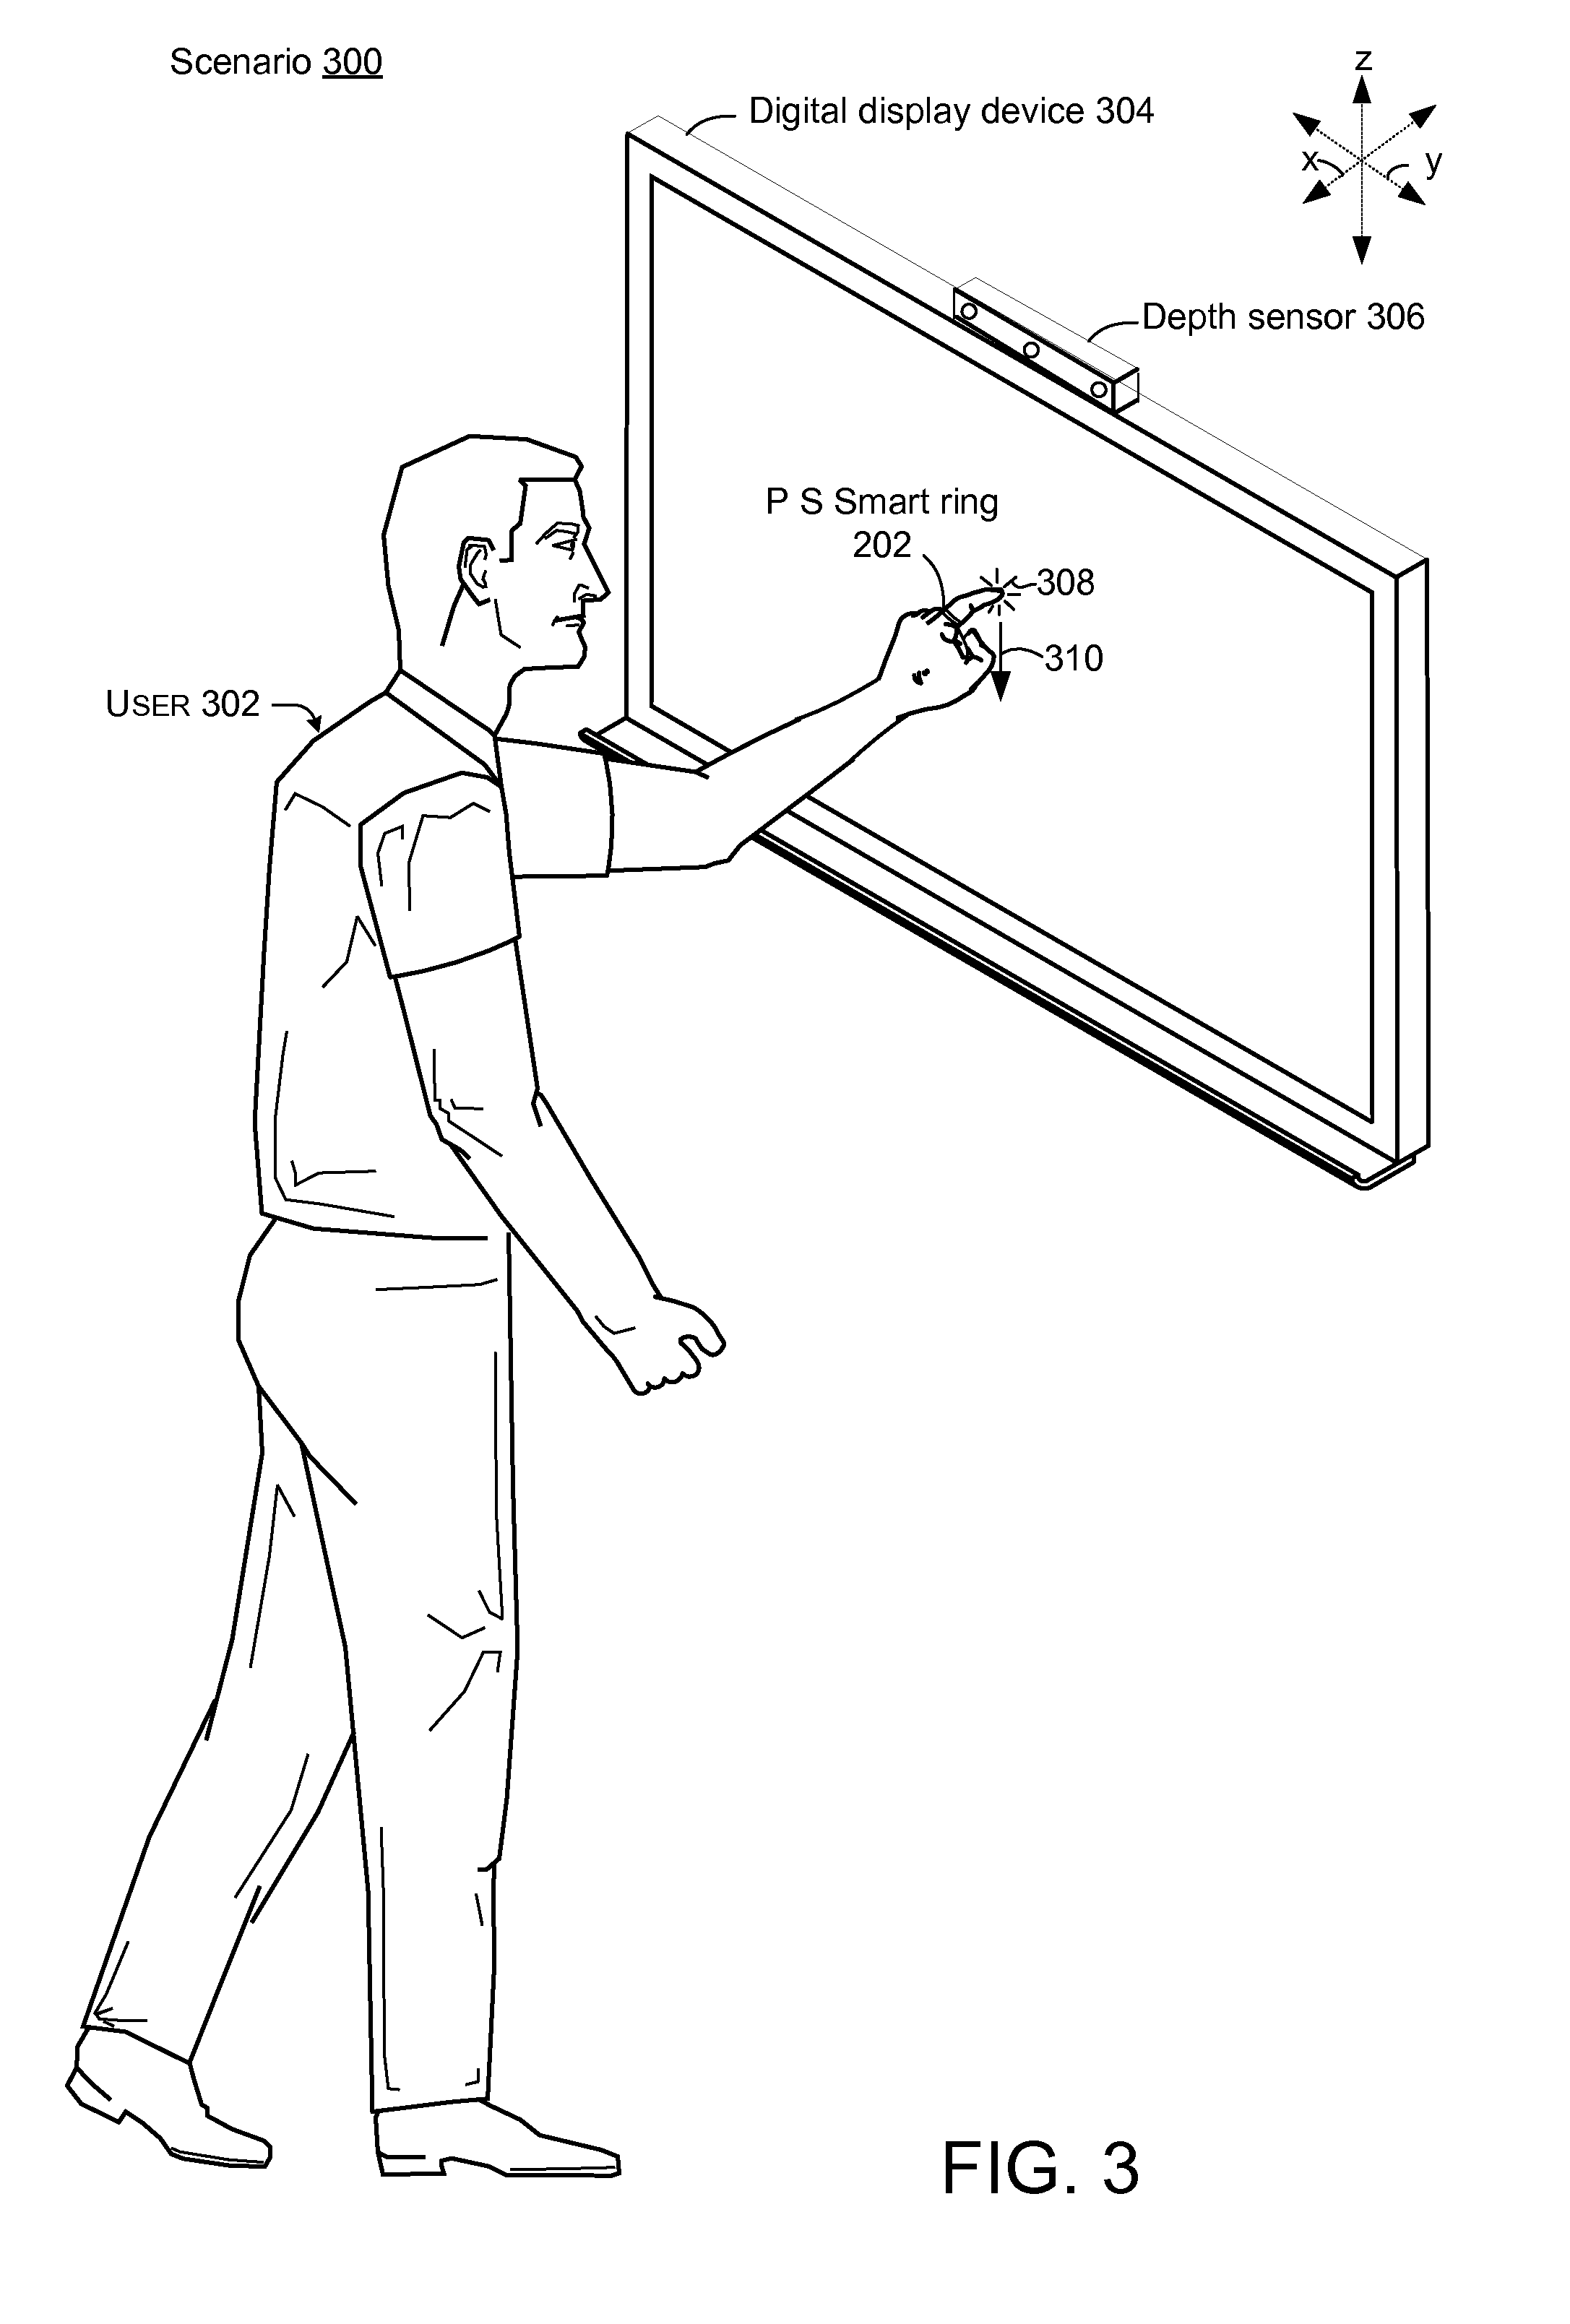 Scenario 300
z
Digital display device 304
x
y
Depth sensor 306
P S Smart ring
202
308
310
USER 302
FIG. 3